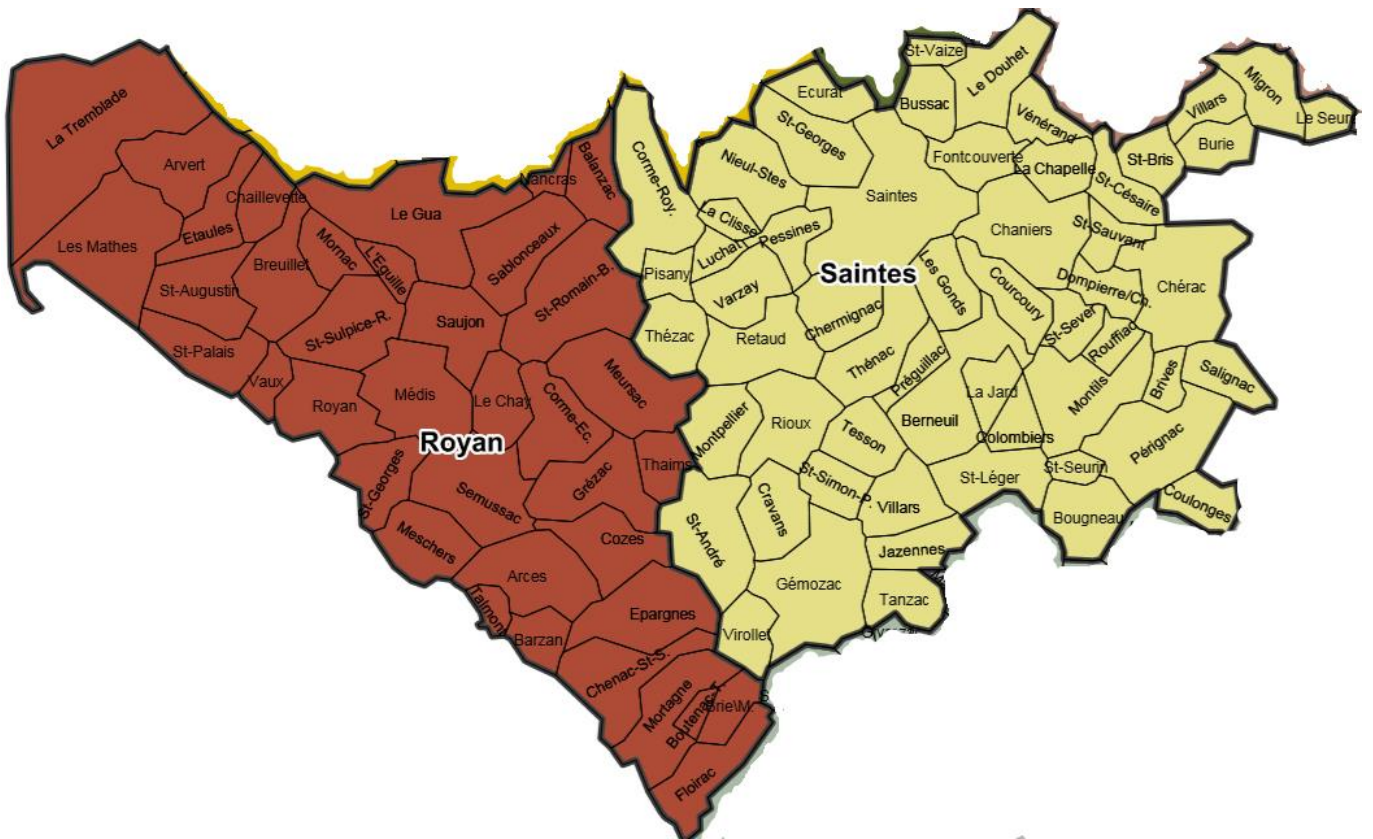 La Tremblade
Arvert
Chaillevette
Etaules
Les Mathes
Breuillet
Mornac
L'Eguille
Le Gua
Nancras
Balanzac
Sablonceaux
St-Romain-B.
St-Augustin
St-Sulpice-R.
Saujon
St-Palais
Vaux
Royan
Médis
Le Chay
Corme-Ec.
Meursac
Royan
St-Georges
Semussac
Grézac
Thaims
Meschers
Cozes
Arces
Talmont
Barzan
Epargnes
Chenac-St-S.
Mortagne
Boutenac-T.
Brie\M.
Floirac
St-Vaize
Le Douhet
Ecurat
Bussac
St-Georges
Vénérand
Villars
Migron
Le Seure
Burie
Corme-Roy.
Nieul-Stes
Saintes
Fontcouverte
La Chapelle
St-Bris
St-Césaire
La Clisse
Luchat
Pessines
Chaniers
St-Sauvant
Pisany
Varzay
Saintes
Les Gonds
Courcoury
Dompierre/Ch.
Chérac
Thézac
Retaud
Chermignac
St-Sever
Rouffiac
Thénac
Préguillac
La Jard
Montils
Brives
Salignac
Montpellier
Rioux
Tesson
Berneuil
Colombiers
Pérignac
St-Simon-P.
Cravans
Villars
St-Léger
St-Seurin
Coulonges
Bougneau
St-André
Jazennes
Gémozac
Tanzac
Virollet